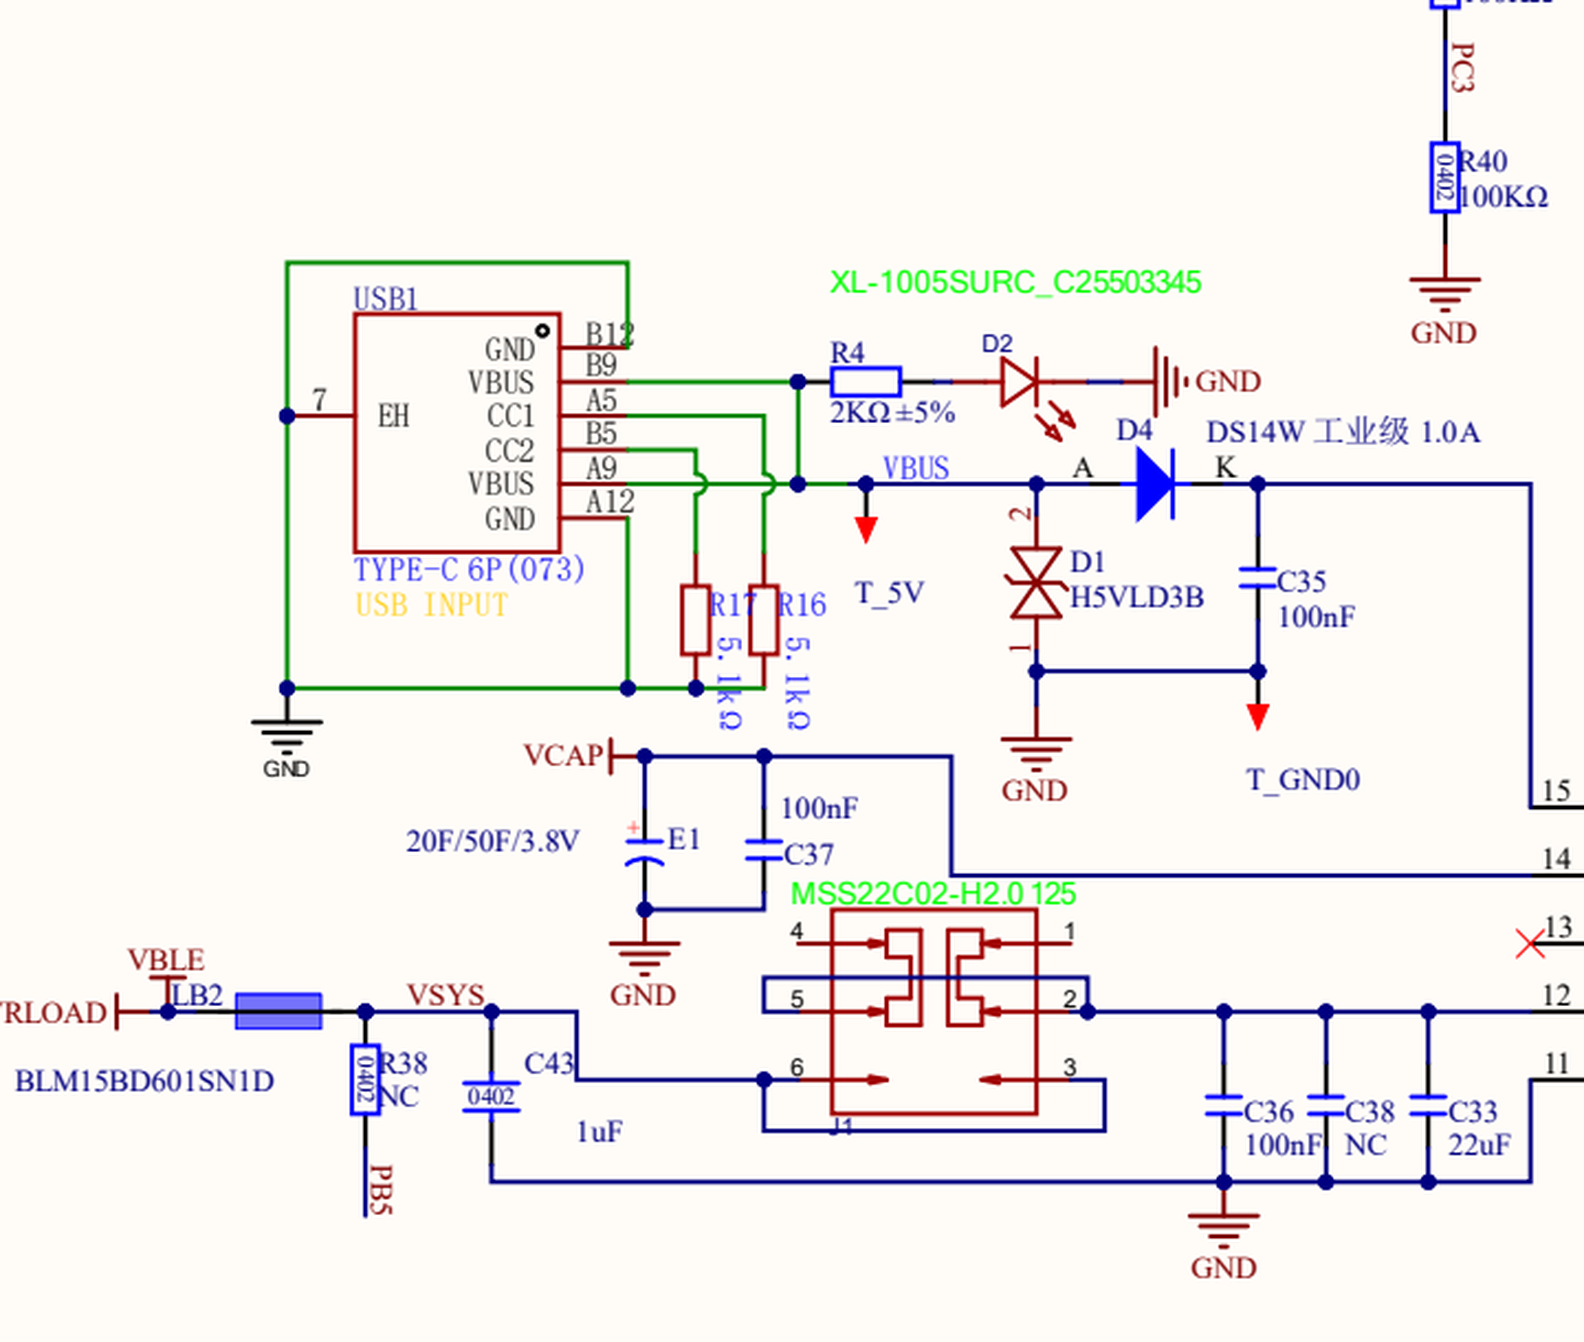 PC3
R40
0402
100KΩ
GND
XL-1005SURC_C25503345
USB1
GND B12
VBUS B9
7 EH CC1 A5
CC2 B5
VBUS A9
GND A12
TYPE-C 6P(073)
USB INPUT
R4
2KΩ ±5%
D2
GND
D4
DS14W 工业级 1.0A
VBUS
A
K
2
D1
H5VLD3B
1
C35
100nF
T_5V
R17
5.1kΩ
R16
5.1kΩ
GND
GND
T_GND0
VCAP
100nF
20F/50F/3.8V
+
E1
C37
GND
15
14
13
12
11
MSS22C02-H2.0 125
4
1
5
2
6
3
J1
VBLE
RLOAD
LB2
VSYS
BLM15BD601SN1D
R38
0402
NC
C43
0402
1uF
PB5
C36
100nF
C38
NC
C33
22uF
GND